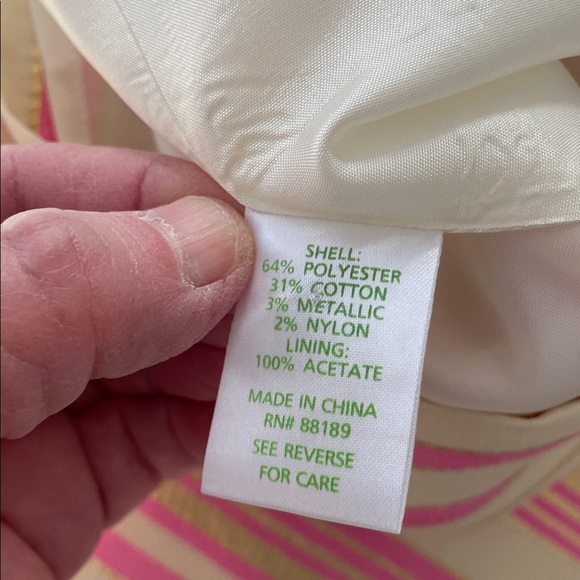 SHELL:
64% POLYESTER
31% COTTON
3% METALLIC
2% NYLON
LINING:
100% ACETATE
MADE IN CHINA
RN# 88189
SEE REVERSE
FOR CARE